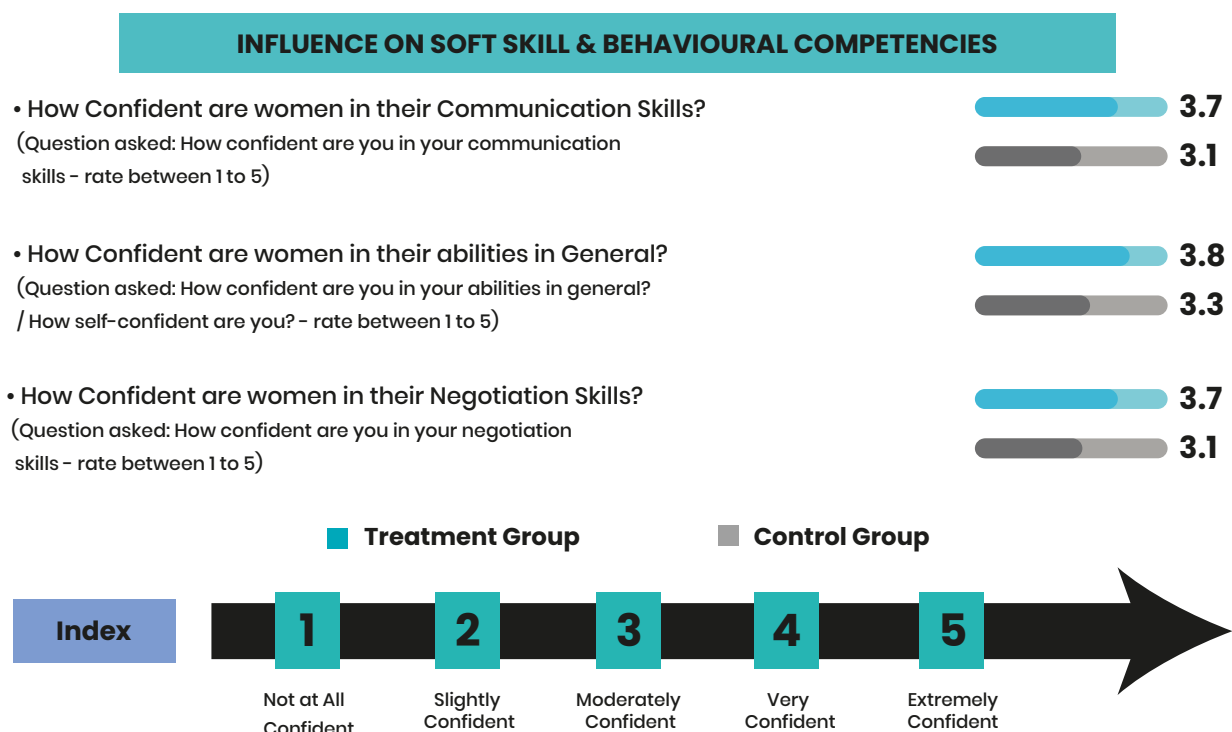 INFLUENCE ON SOFT SKILL & BEHAVIOURAL COMPETENCIES
• How Confident are women in their Communication Skills?
(Question asked: How confident are you in your communication
skills - rate between 1 to 5)
3.7
3.1
• How Confident are women in their abilities in General?
(Question asked: How confident are you in your abilities in general?
/ How self-confident are you? - rate between 1 to 5)
3.8
3.3
• How Confident are women in their Negotiation Skills?
(Question asked: How confident are you in your negotiation
skills - rate between 1 to 5)
3.7
3.1
Treatment Group
Control Group
Index
1
2
3
4
5
Not at All
Confident
Slightly
Confident
Moderately
Confident
Very
Confident
Extremely
Confident